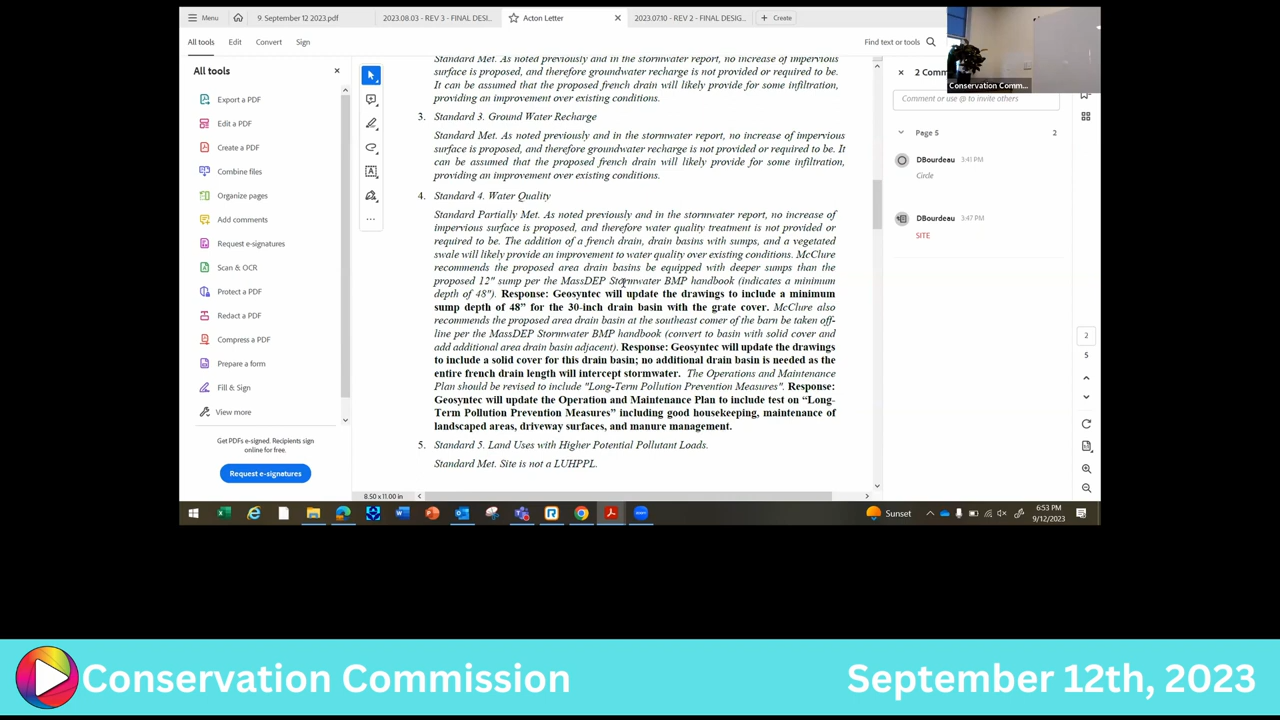 Menu
9. September 12 2023.pdf
2023.08.03 - REV 3 - FINAL DESI...
Acton Letter
2023.07.10 - REV 2 - FINAL DESIG...
Create
All tools
Edit
Convert
Sign
Find text or tools
Conservation Comm...
All tools
Export a PDF
Edit a PDF
Create a PDF
Combine files
Organize pages
Add comments
Request e-signatures
Scan & OCR
Protect a PDF
Redact a PDF
Compress a PDF
Prepare a form
Fill & Sign
View more
Get PDFs e-signed. Recipients sign
online for free.
Request e-signatures
Standard Met. As noted previously and in the stormwater report, no increase of impervious
surface is proposed, and therefore groundwater recharge is not provided or required to be.
It can be assumed that the proposed french drain will likely provide for some infiltration,
providing an improvement over existing conditions.
3. Standard 3. Ground Water Recharge
Standard Met. As noted previously and in the stormwater report, no increase of impervious
surface is proposed, and therefore groundwater recharge is not provided or required to be. It
can be assumed that the proposed french drain will likely provide for some infiltration,
providing an improvement over existing conditions.
4. Standard 4. Water Quality
Standard Partially Met. As noted previously and in the stormwater report, no increase of
impervious surface is proposed, and therefore water quality treatment is not provided or
required to be. The addition of a french drain, drain basins with sumps, and a vegetated
swale will likely provide an improvement to water quality over existing conditions. McClure
recommends the proposed area drain basins be equipped with deeper sumps than the
proposed 12" sump per the MassDEP Stormwater BMP handbook (indicates a minimum
depth of 48"). Response: Geosyntec will update the drawings to include a minimum
sump depth of 48” for the 30-inch drain basin with the grate cover. McClure also
recommends the proposed area drain basin at the southeast corner of the barn be taken off-
line per the MassDEP Stormwater BMP handbook (convert to basin with solid cover and
add additional area drain basin adjacent). Response: Geosyntec will update the drawings
to include a solid cover for this drain basin; no additional drain basin is needed as the
entire french drain length will intercept stormwater. The Operations and Maintenance
Plan should be revised to include "Long-Term Pollution Prevention Measures". Response:
Geosyntec will update the Operation and Maintenance Plan to include test on “Long-
Term Pollution Prevention Measures” including good housekeeping, maintenance of
landscaped areas, driveway surfaces, and manure management.
5. Standard 5. Land Uses with Higher Potential Pollutant Loads.
Standard Met. Site is not a LUHPPL.
8.50 x 11.00 in
2 Comm
Comment or use @ to invite others
Page 5
2
DBourdeau 3:41 PM
Circle
DBourdeau 3:47 PM
SITE
2
5
Sunset
6:53 PM
9/12/2023
Conservation Commission
September 12th, 2023